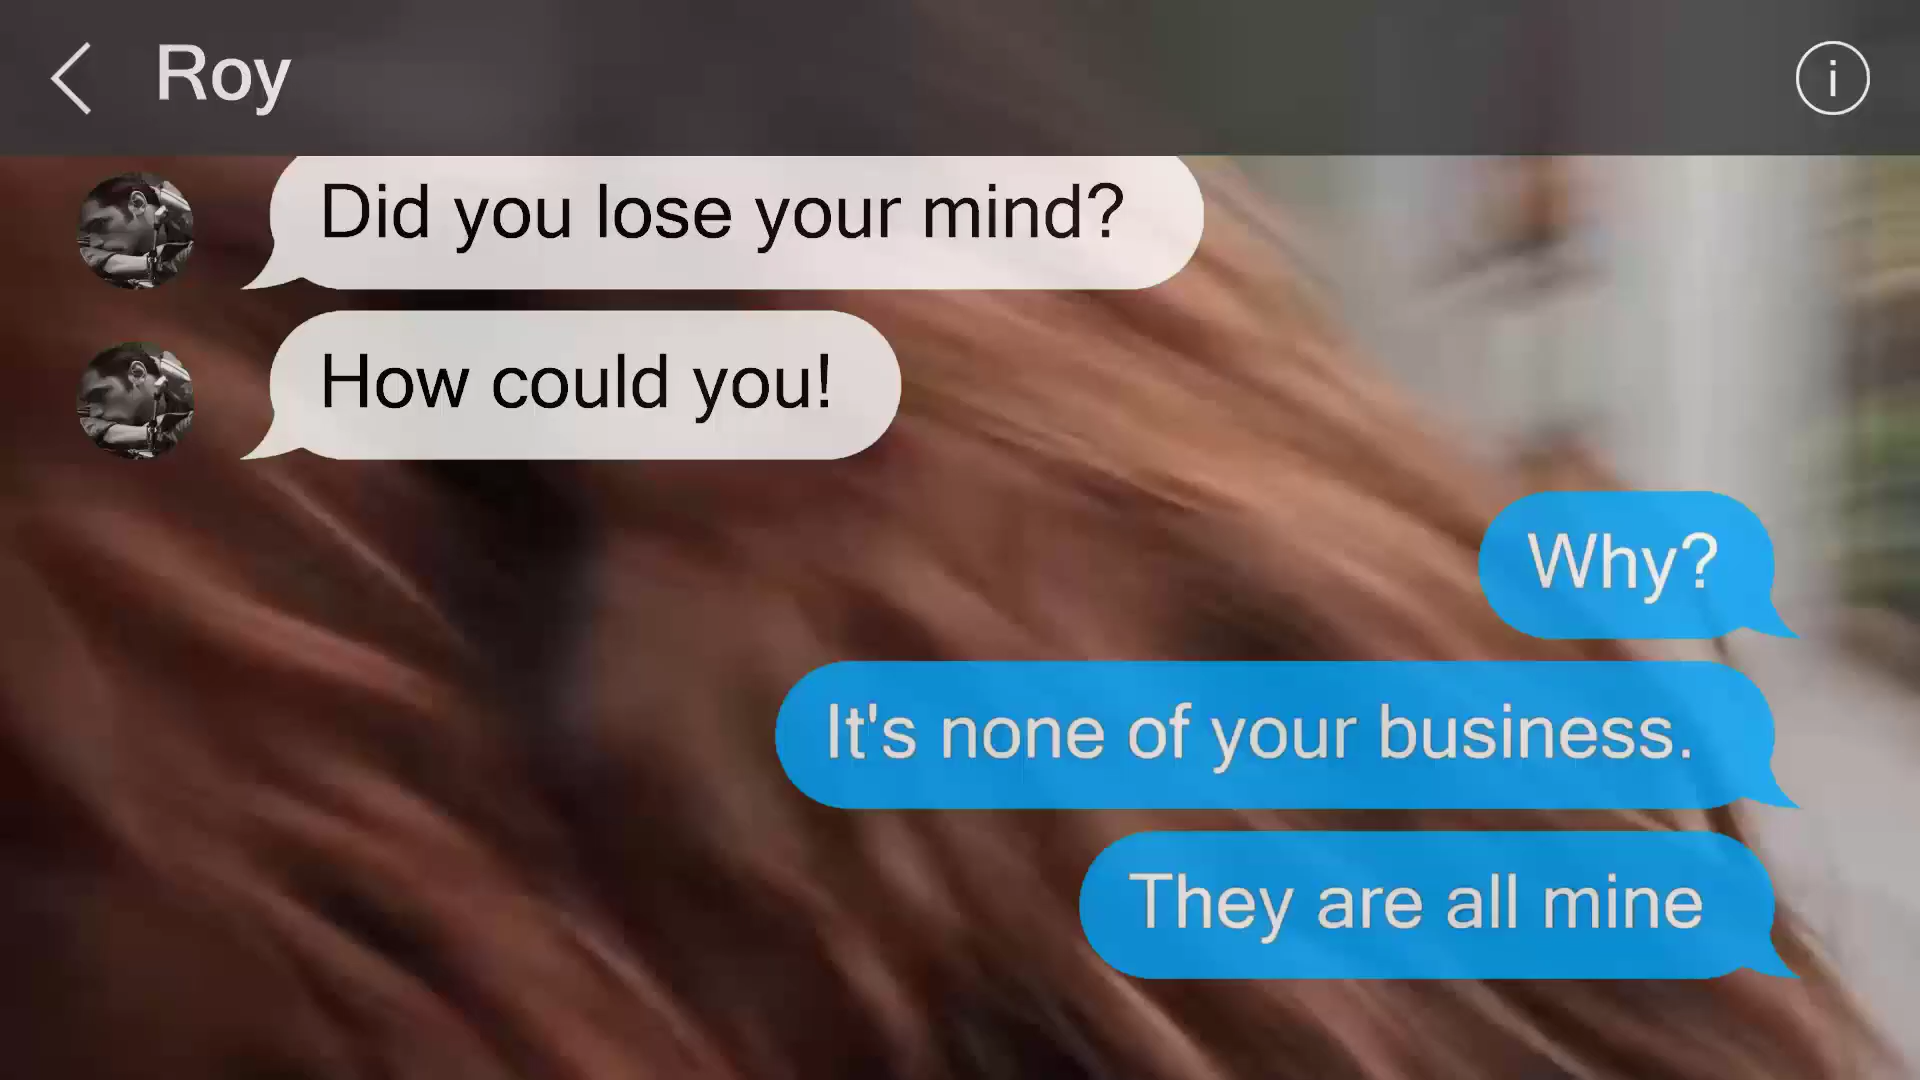 Roy
Did you lose your mind?
How could you!
Why?
It's none of your business.
They are all mine